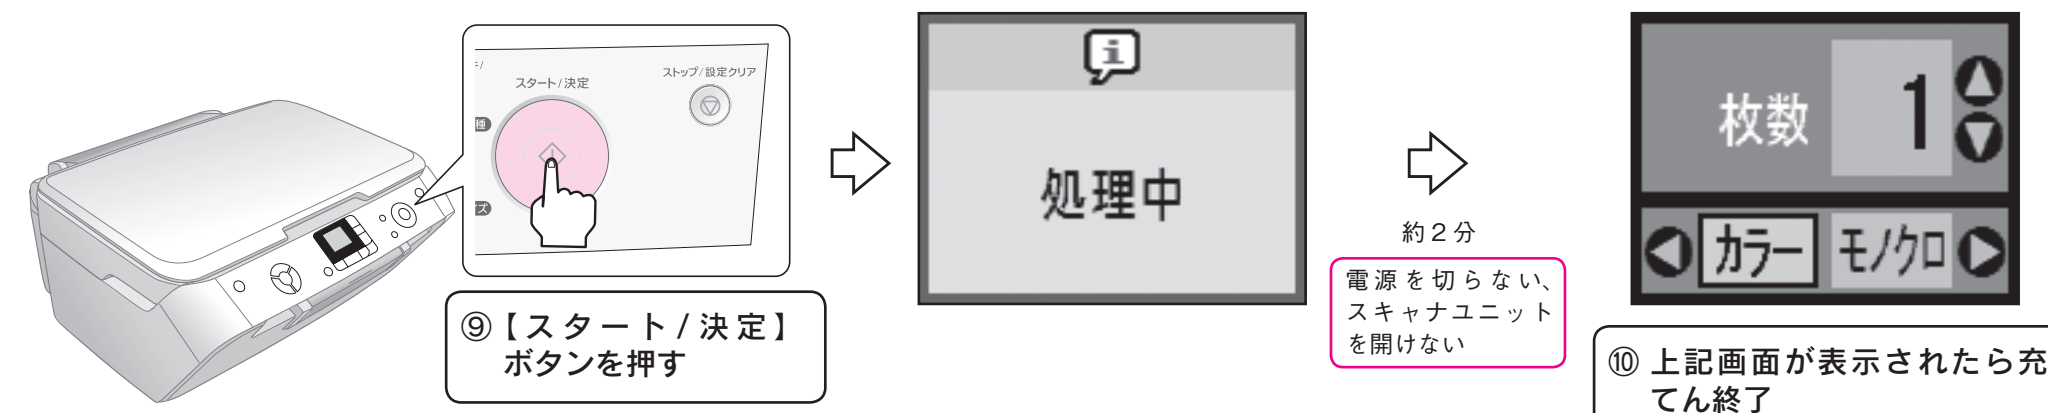 スタート/決定
ストップ/設定クリア
種
ズ
⑨【スタート/決定】
ボタンを押す
i
処理中
約２分
電源を切らない、
スキャナユニット
を開けない
枚数 1
カラー モノクロ
⑩ 上記画面が表示されたら充
てん終了